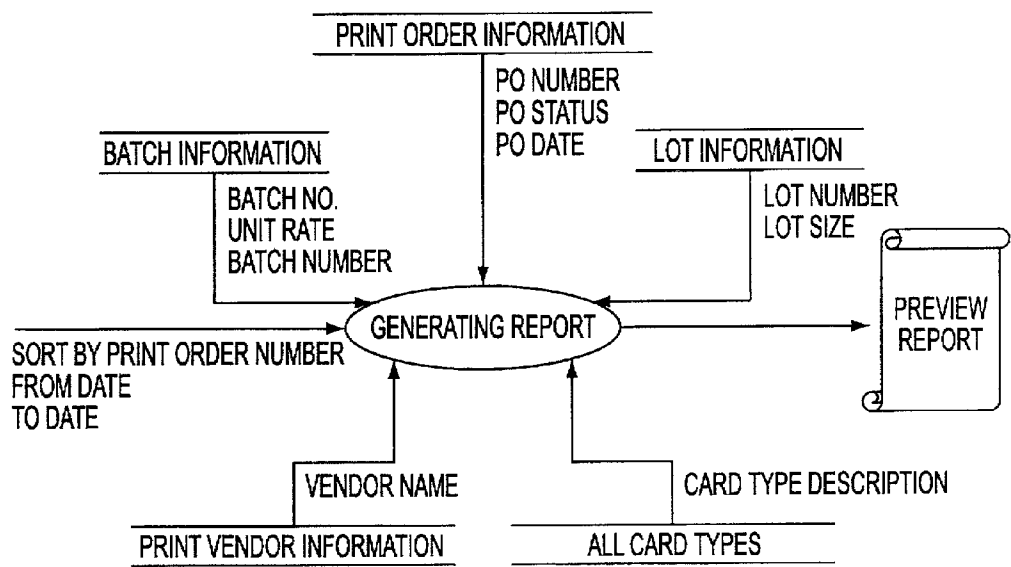 PRINT ORDER INFORMATION
PO NUMBER
PO STATUS
PO DATE
BATCH INFORMATION
BATCH NO.
UNIT RATE
BATCH NUMBER
LOT INFORMATION
LOT NUMBER
LOT SIZE
GENERATING REPORT
PREVIEW
REPORT
SORT BY PRINT ORDER NUMBER
FROM DATE
TO DATE
VENDOR NAME
PRINT VENDOR INFORMATION
CARD TYPE DESCRIPTION
ALL CARD TYPES